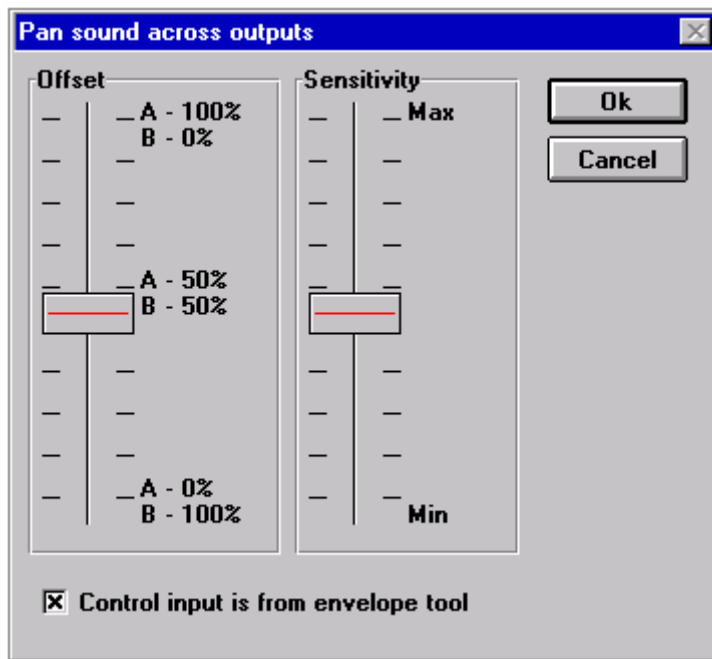 Pan sound across outputs
Offset
A - 100%
B - 0%
A - 50%
B - 50%
A - 0%
B - 100%
Sensitivity
Max
Min
Ok
Cancel
Control input is from envelope tool